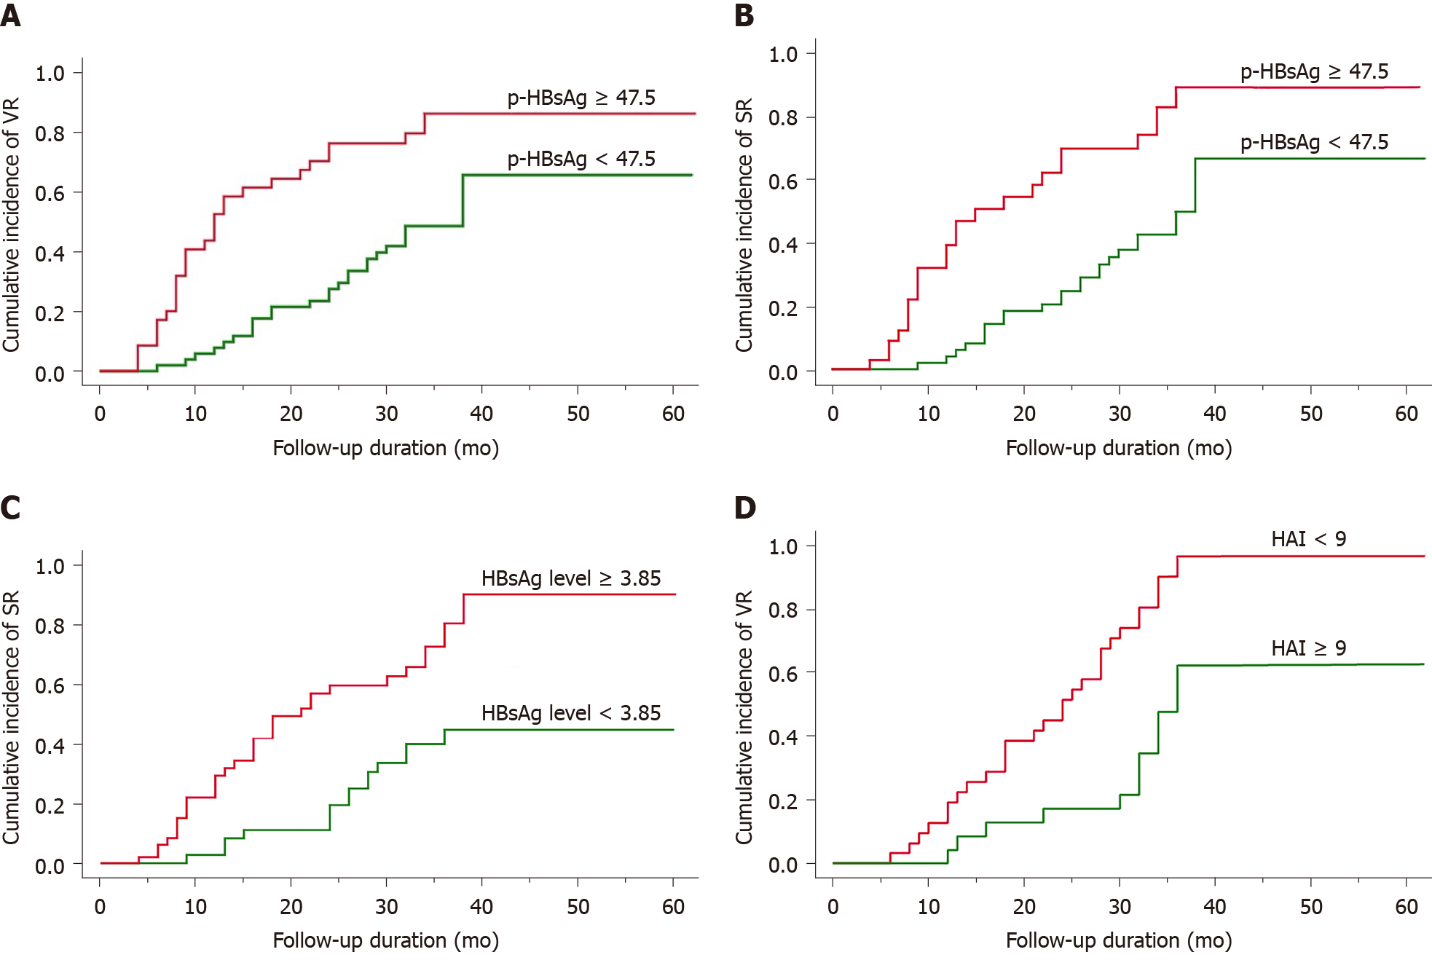 A
Cumulative incidence of VR
1.0
0.8
0.6
0.4
0.2
0.0
p-HBsAg ≥ 47.5
p-HBsAg < 47.5
0 10 20 30 40 50 60
Follow-up duration (mo)
B
Cumulative incidence of SR
1.0
0.8
0.6
0.4
0.2
0.0
p-HBsAg ≥ 47.5
p-HBsAg < 47.5
0 10 20 30 40 50 60
Follow-up duration (mo)
C
Cumulative incidence of SR
1.0
0.8
0.6
0.4
0.2
0.0
HBsAg level ≥ 3.85
HBsAg level < 3.85
0 10 20 30 40 50 60
Follow-up duration (mo)
D
Cumulative incidence of VR
1.0
0.8
0.6
0.4
0.2
0.0
HAI < 9
HAI ≥ 9
0 10 20 30 40 50 60
Follow-up duration (mo)